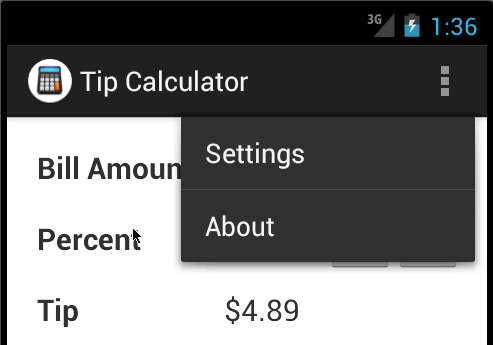 3G 1:36
Tip Calculator
Settings
Bill Amoun
About
Percent
Tip $4.89